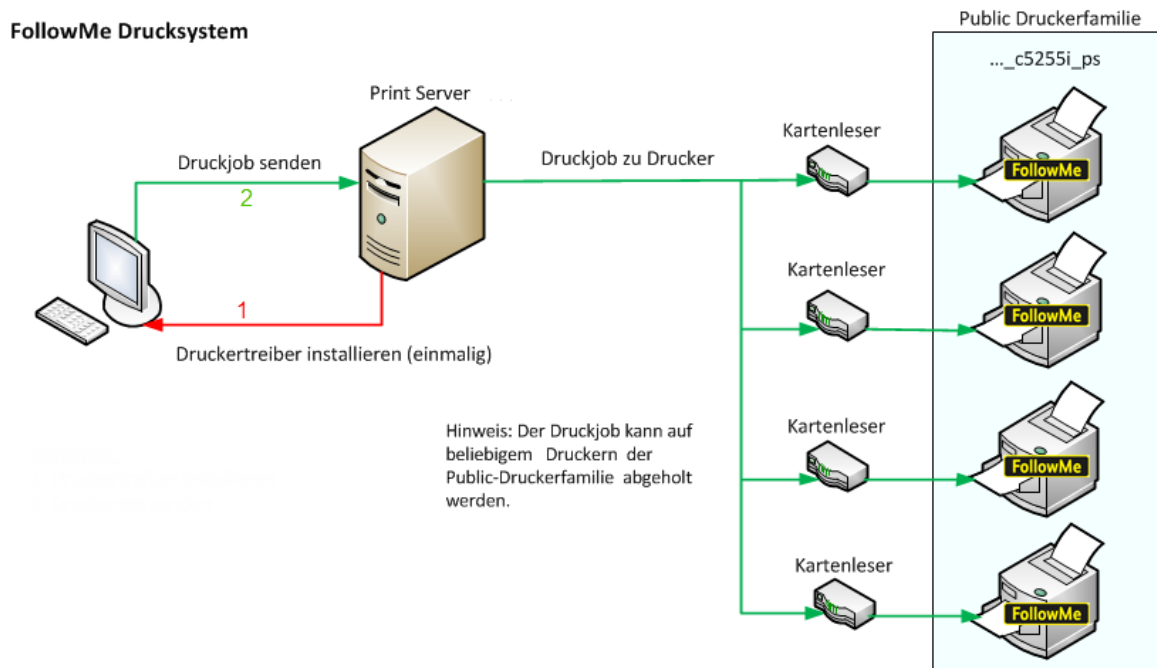 FollowMe Drucksystem
Public Druckerfamilie
..._c5255i_ps
Print Server
Kartenleser
Druckjob senden
2
Druckjob zu Drucker
FollowMe
Kartenleser
FollowMe
1
Druckertreiber installieren (einmalig)
Hinweis: Der Druckjob kann auf
beliebigem Druckern der
Public-Druckerfamilie abgeholt
werden.
Kartenleser
FollowMe
Kartenleser
FollowMe